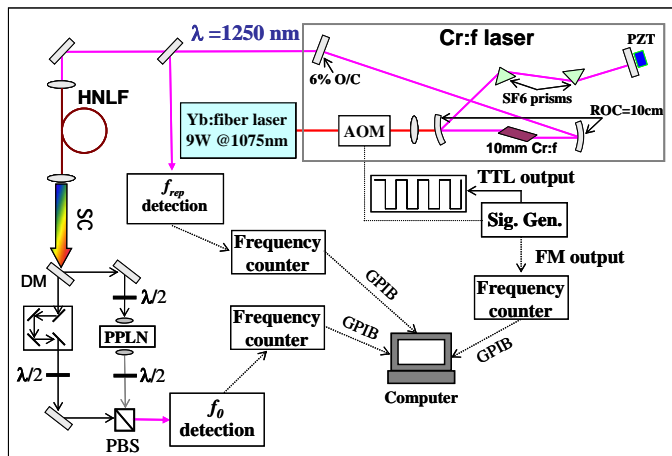 λ =1250 nm
Cr:f laser
PZT
6% O/C
SF6 prisms
ROC=10cm
HNLF
Yb:fiber laser
9W @1075nm
AOM
10mm Cr:f
TTL output
f_rep
detection
Sig. Gen.
SC
Frequency
counter
FM output
DM
λ/2
GPIB
Frequency
counter
Frequency
counter
PPLN
GPIB
GPIB
λ/2
λ/2
Computer
f_0
detection
PBS